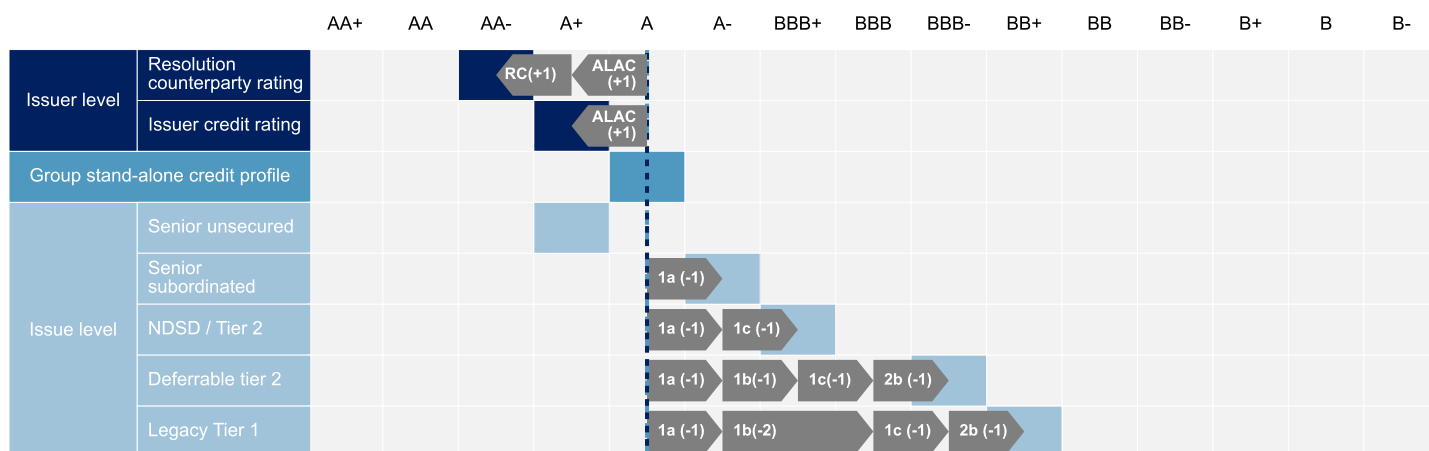 AA+ AA AA- A+ A A- BBB+ BBB BBB- BB+ BB BB- B+ B B-
Issuer level
Resolution
counterparty rating
RC(+1)
ALAC
(+1)
Issuer credit rating
ALAC
(+1)
Group stand-alone credit profile
Issue level
Senior unsecured
Senior
subordinated
1a (-1)
NDSD / Tier 2
1a (-1) 1c (-1)
Deferrable tier 2
1a (-1) 1b(-1) 1c(-1) 2b (-1)
Legacy Tier 1
1a (-1) 1b(-2) 1c (-1) 2b (-1)